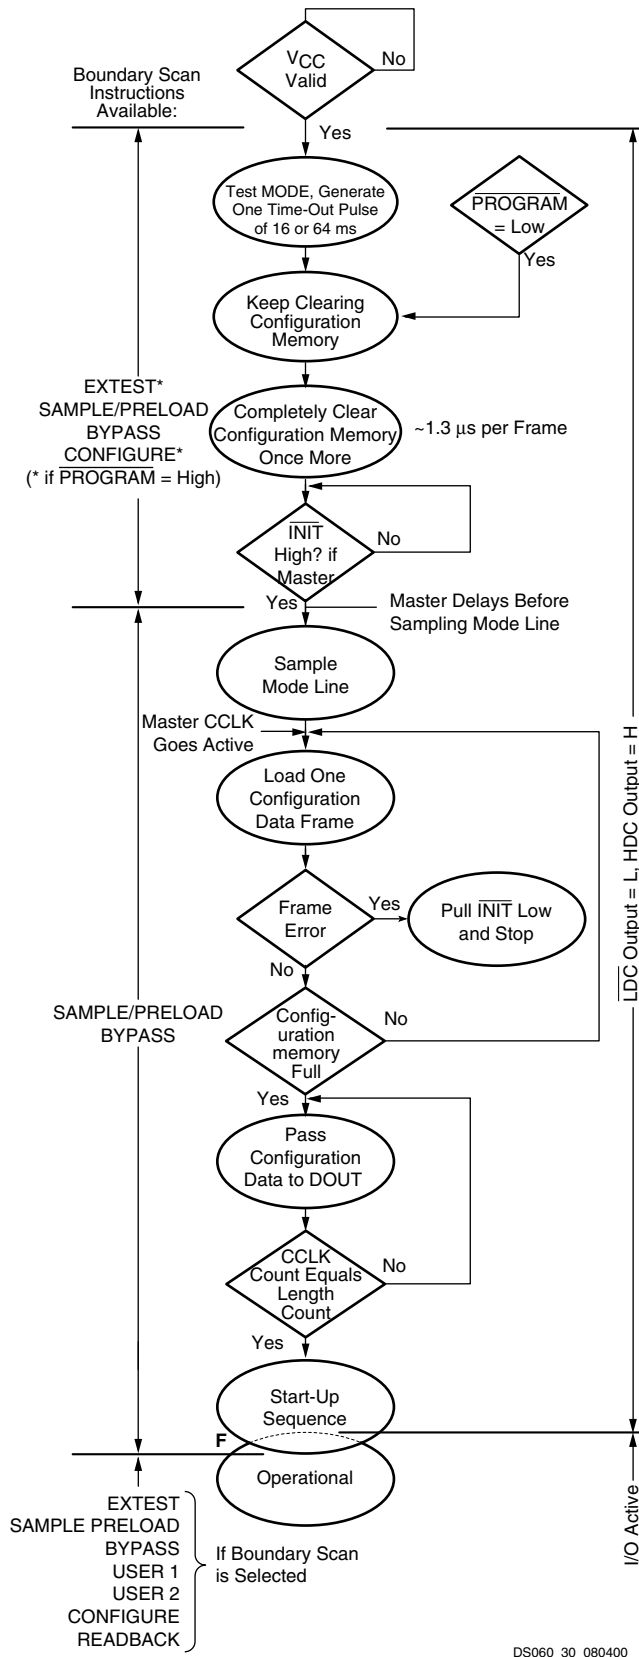 VCC
Valid
No
Boundary Scan
Instructions
Available:
Yes
Test MODE, Generate
One Time-Out Pulse
of 16 or 64 ms
PROGRAM
= Low
Yes
Keep Clearing
Configuration
Memory
EXTEST*
SAMPLE/PRELOAD
BYPASS
CONFIGURE*
(* if PROGRAM = High)
Completely Clear
Configuration Memory
Once More
~1.3 μs per Frame
INIT
High? if
Master
No
Yes
Master Delays Before
Sampling Mode Line
Sample
Mode Line
Master CCLK
Goes Active
Load One
Configuration
Data Frame
Frame
Error
Yes
Pull INIT Low
and Stop
No
LDC Output = L, HDC Output = H
SAMPLE/PRELOAD
BYPASS
Config-
uration
memory
Full
No
Yes
Pass
Configuration
Data to DOUT
CCLK
Count Equals
Length
Count
No
Yes
Start-Up
Sequence
F
Operational
EXTEST
SAMPLE PRELOAD
BYPASS
USER 1
USER 2
CONFIGURE
READBACK
If Boundary Scan
is Selected
I/O Active
DS060_30_080400